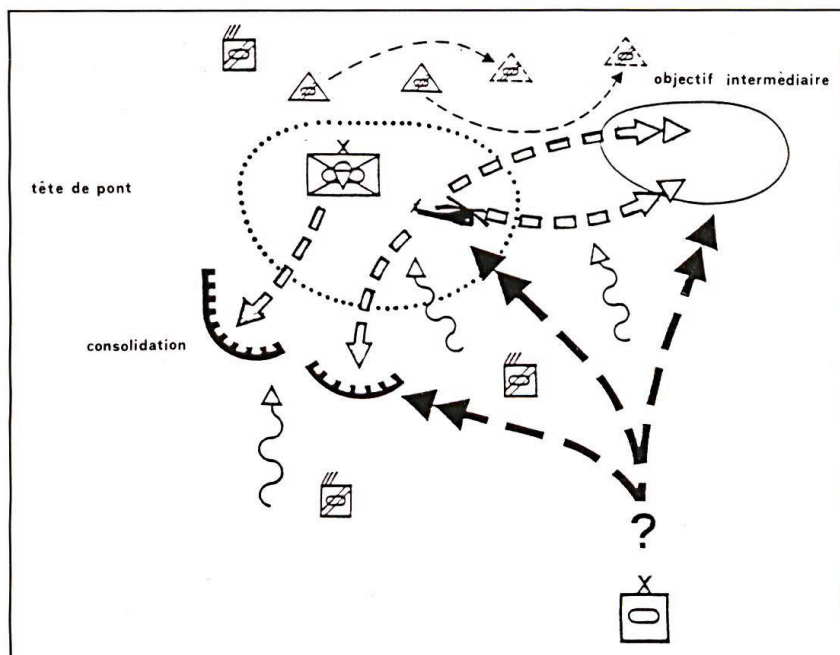 objectif intermédiaire
X
tête de pont
consolidation
?
X